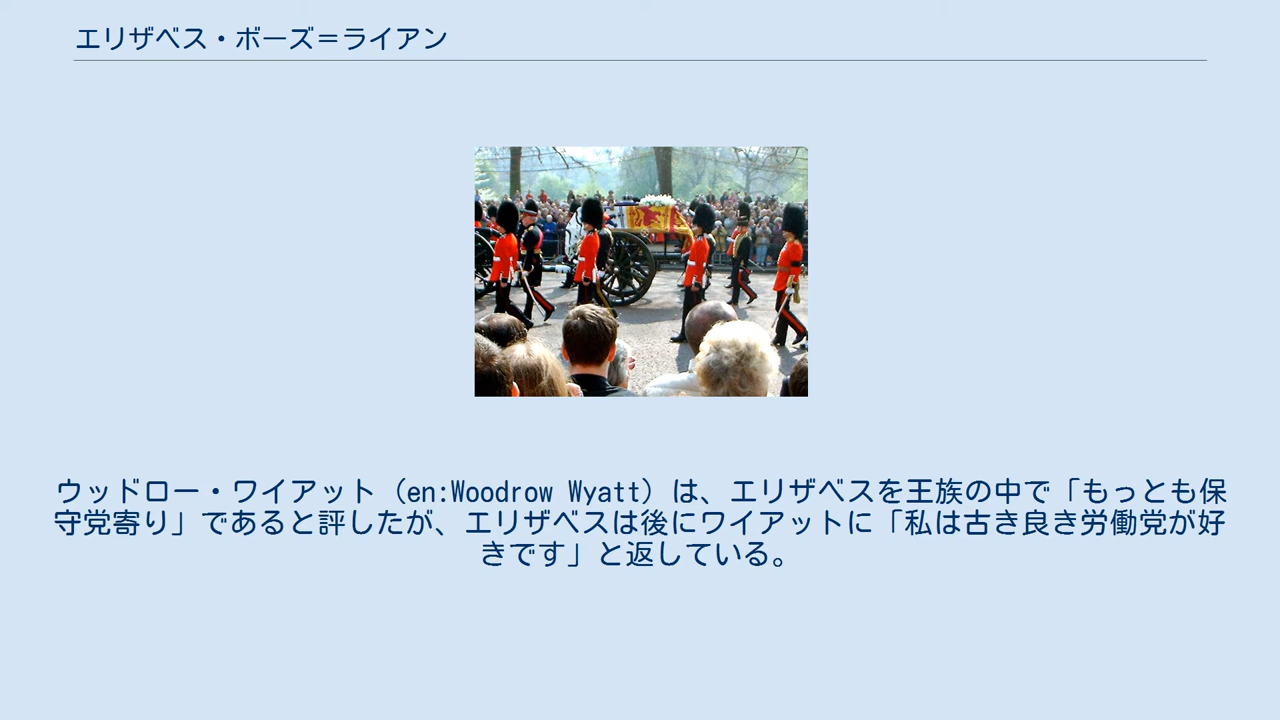 エリザベス・ボーズ＝ライアン
ウッドロー・ワイアット（en:Woodrow Wyatt）は、エリザベスを王族の中で「もっとも保
守党寄り」であると評したが、エリザベスは後にワイアットに「私は古き良き労働党が好
きです」と返している。